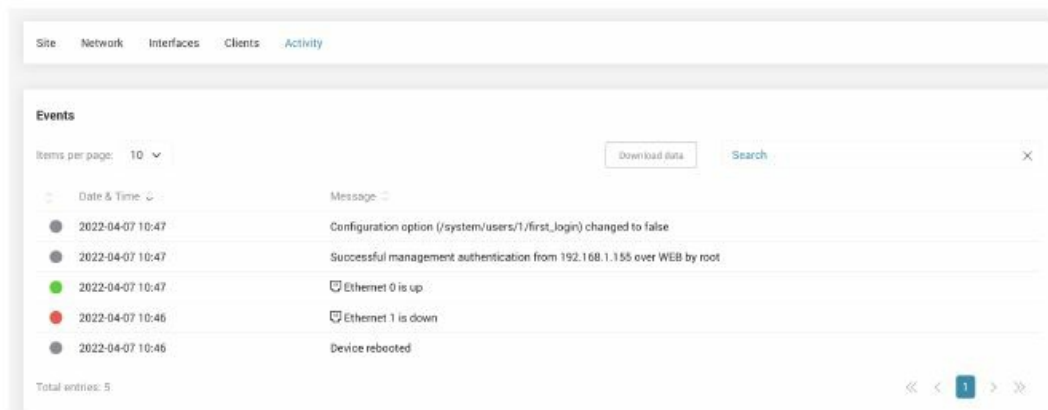 Site Network Interfaces Clients Activity
Events
Items per page: 10
Download data Search
Date & Time Message
2022-04-07 10:47 Configuration option (/system/users/1/first_login) changed to false
2022-04-07 10:47 Successful management authentication from 192.168.1.155 over WEB by root
2022-04-07 10:47 Ethernet 0 is up
2022-04-07 10:46 Ethernet 1 is down
2022-04-07 10:46 Device rebooted
Total entries: 5
« < 1 > »